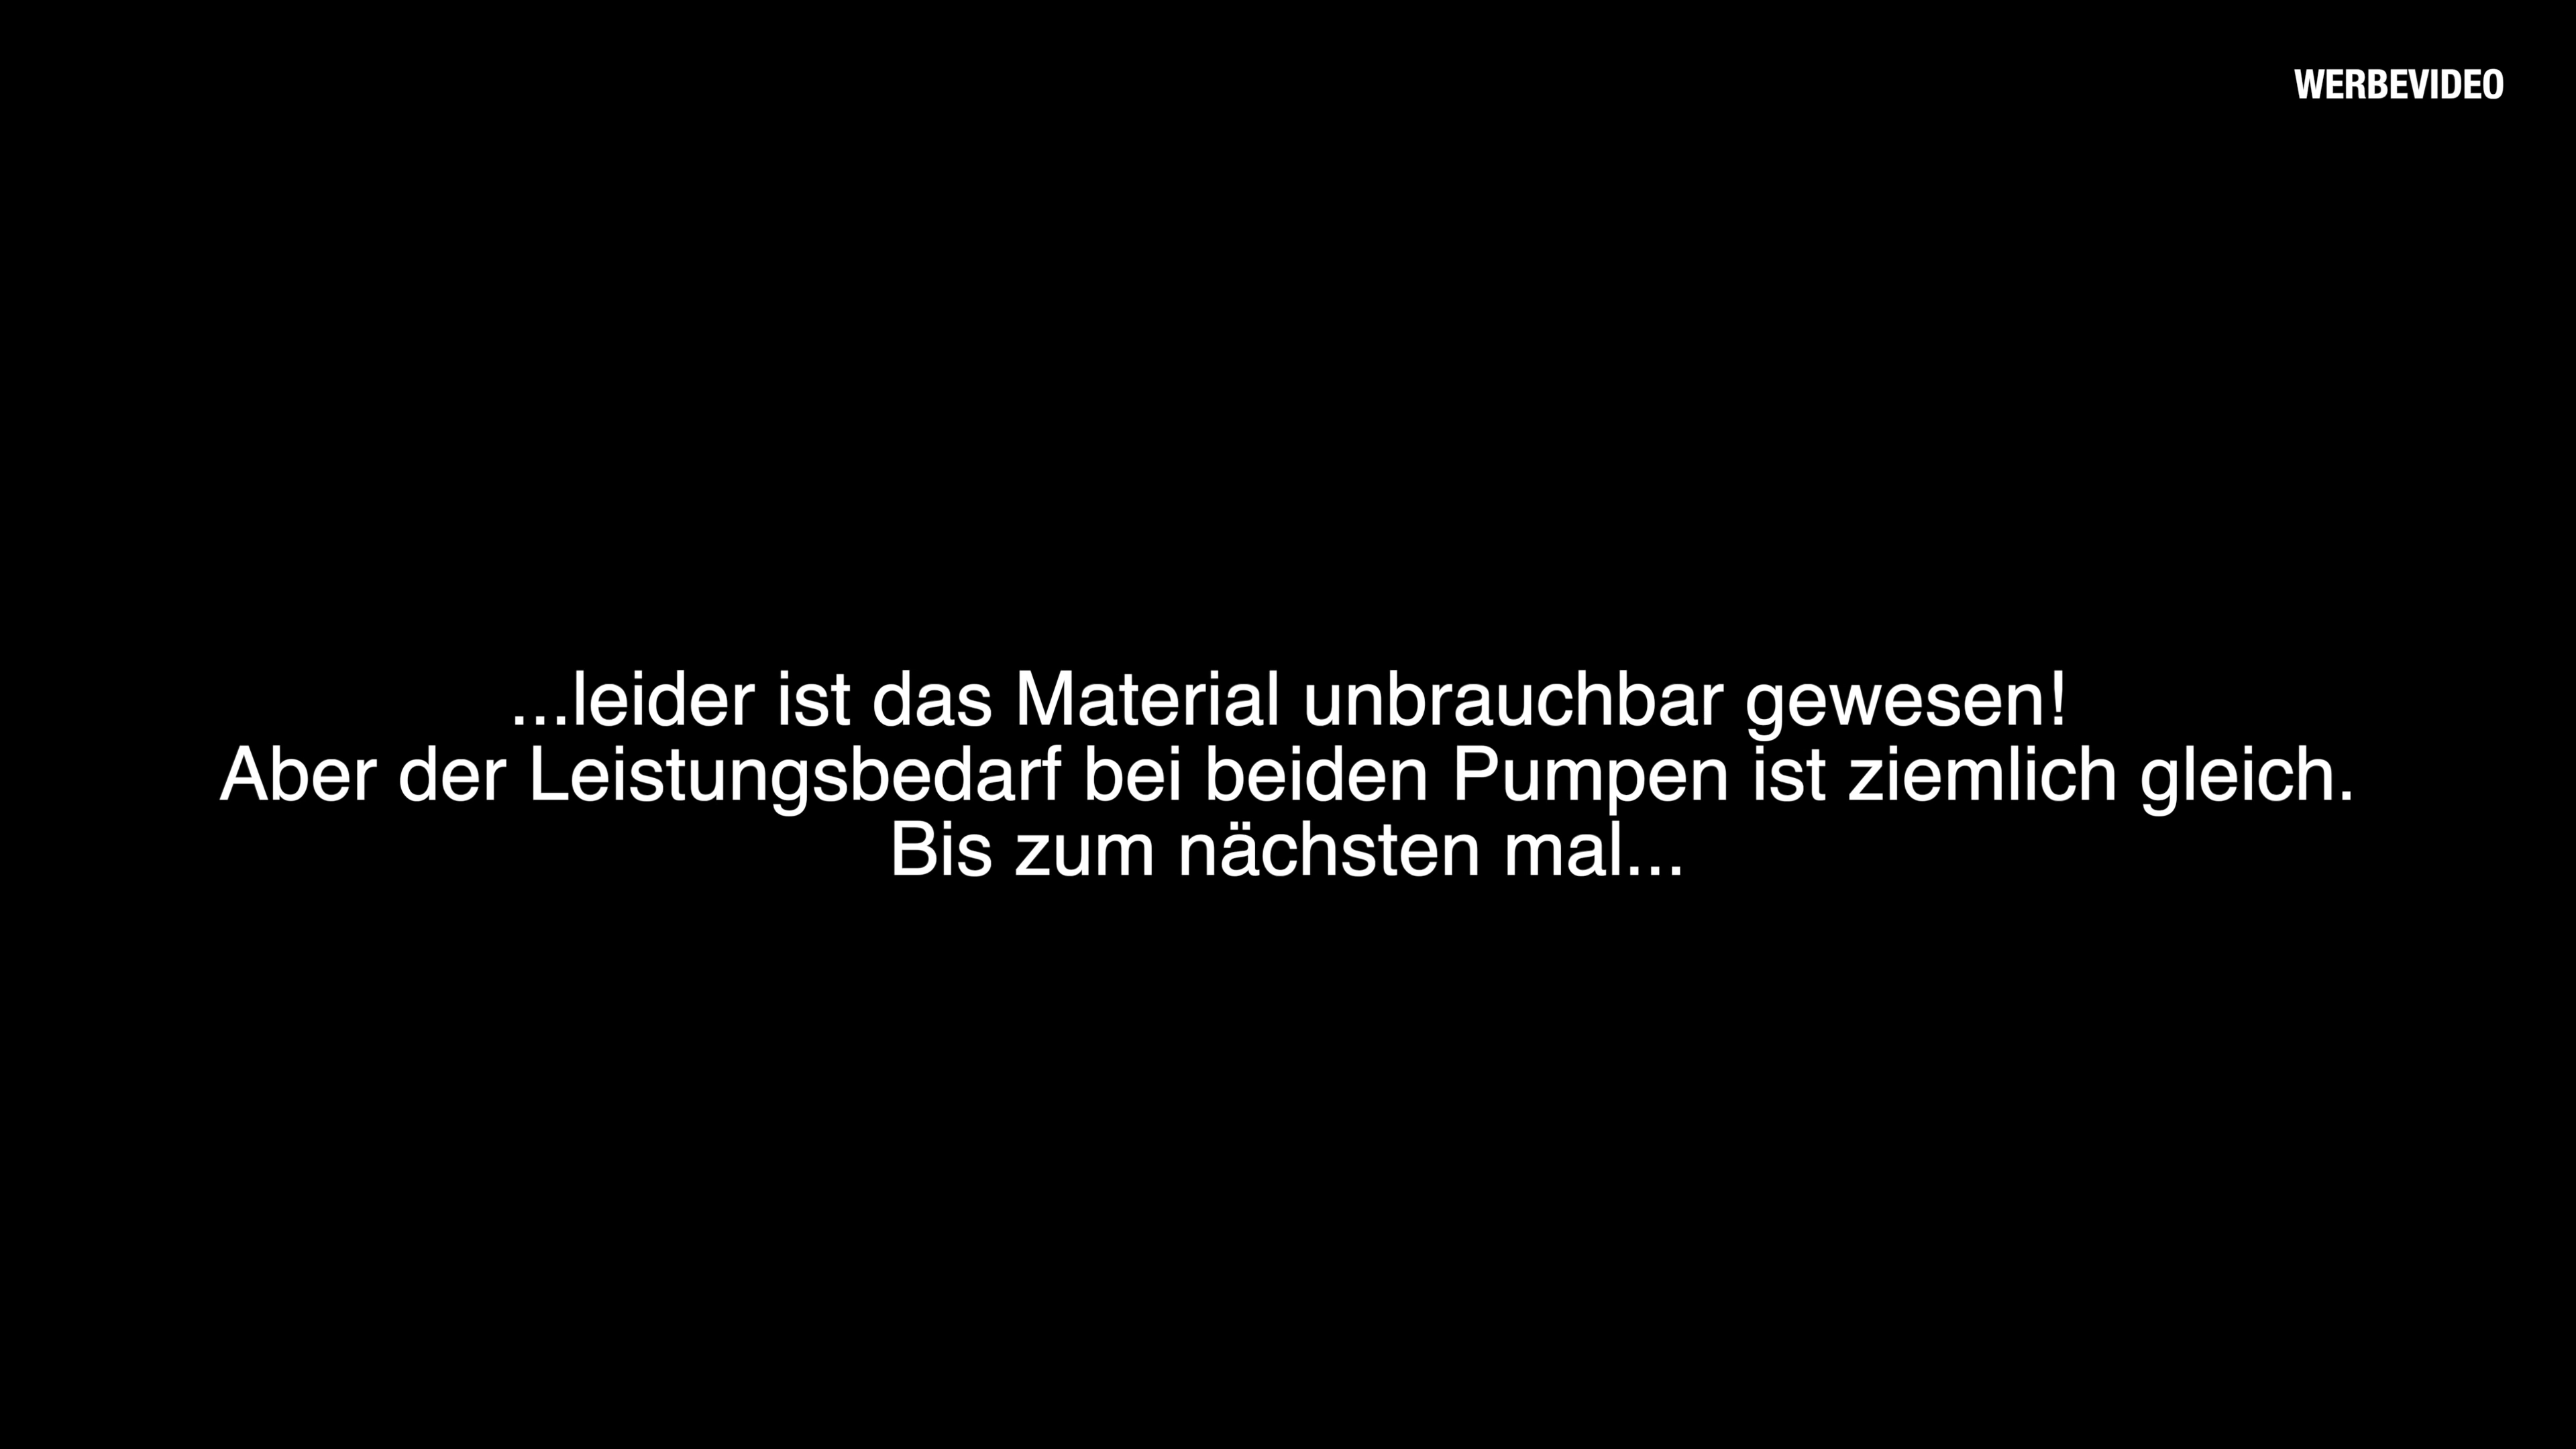 WERBEVIDEO
...leider ist das Material unbrauchbar gewesen!
Aber der Leistungsbedarf bei beiden Pumpen ist ziemlich gleich.
Bis zum nächsten mal...